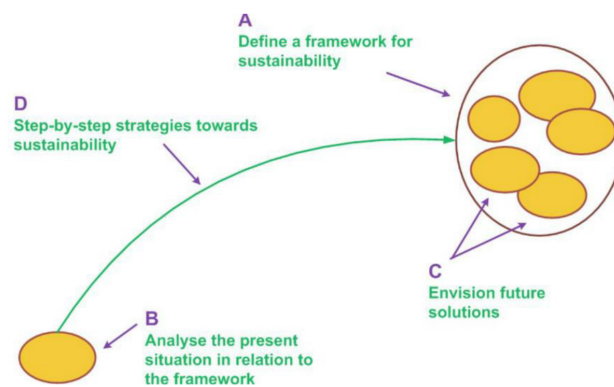 A
Define a framework for
sustainability
D
Step-by-step strategies towards
sustainability
C
Envision future
solutions
B
Analyse the present
situation in relation to
the framework